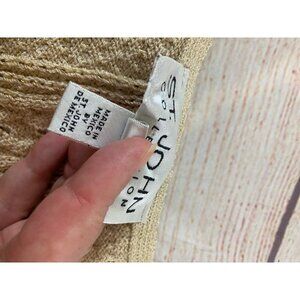 ST. JOHN
COLLECTION
MADE IN
MEXICO
BY
ST. JOHN
DE MEXICO